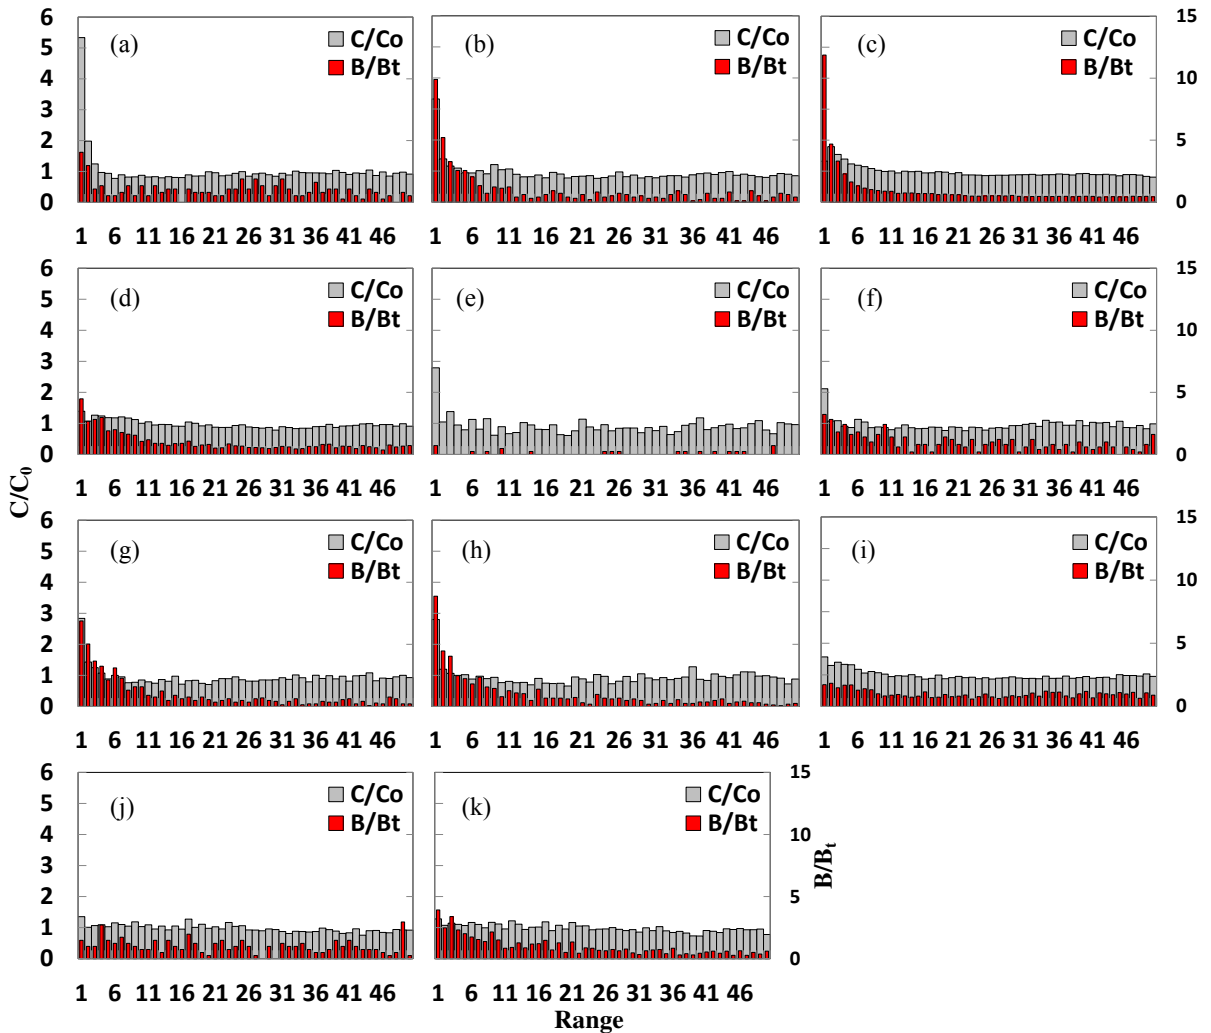 6 (a) C/Co (b) C/Co (c) C/Co 15
5 B/Bt B/Bt B/Bt
4 10
3
2 5
1
0 0
1 6 11 16 21 26 31 36 41 46 1 6 11 16 21 26 31 36 41 46 1 6 11 16 21 26 31 36 41 46
6 (d) C/Co (e) C/Co (f) C/Co 15
5 B/Bt B/Bt B/Bt
4 10
3
2 5
1
0 0
1 6 11 16 21 26 31 36 41 46 1 6 11 16 21 26 31 36 41 46 1 6 11 16 21 26 31 36 41 46
C/C0
6 (g) C/Co (h) C/Co (i) C/Co 15
5 B/Bt B/Bt B/Bt
4 10
3
2 5
1
0 0
1 6 11 16 21 26 31 36 41 46 1 6 11 16 21 26 31 36 41 46 1 6 11 16 21 26 31 36 41 46
6 (j) C/Co (k) C/Co 15
5 B/Bt B/Bt
4 10
3
2 5
1
0 0
B/Bt
1 6 11 16 21 26 31 36 41 46 1 6 11 16 21 26 31 36 41 46
Range